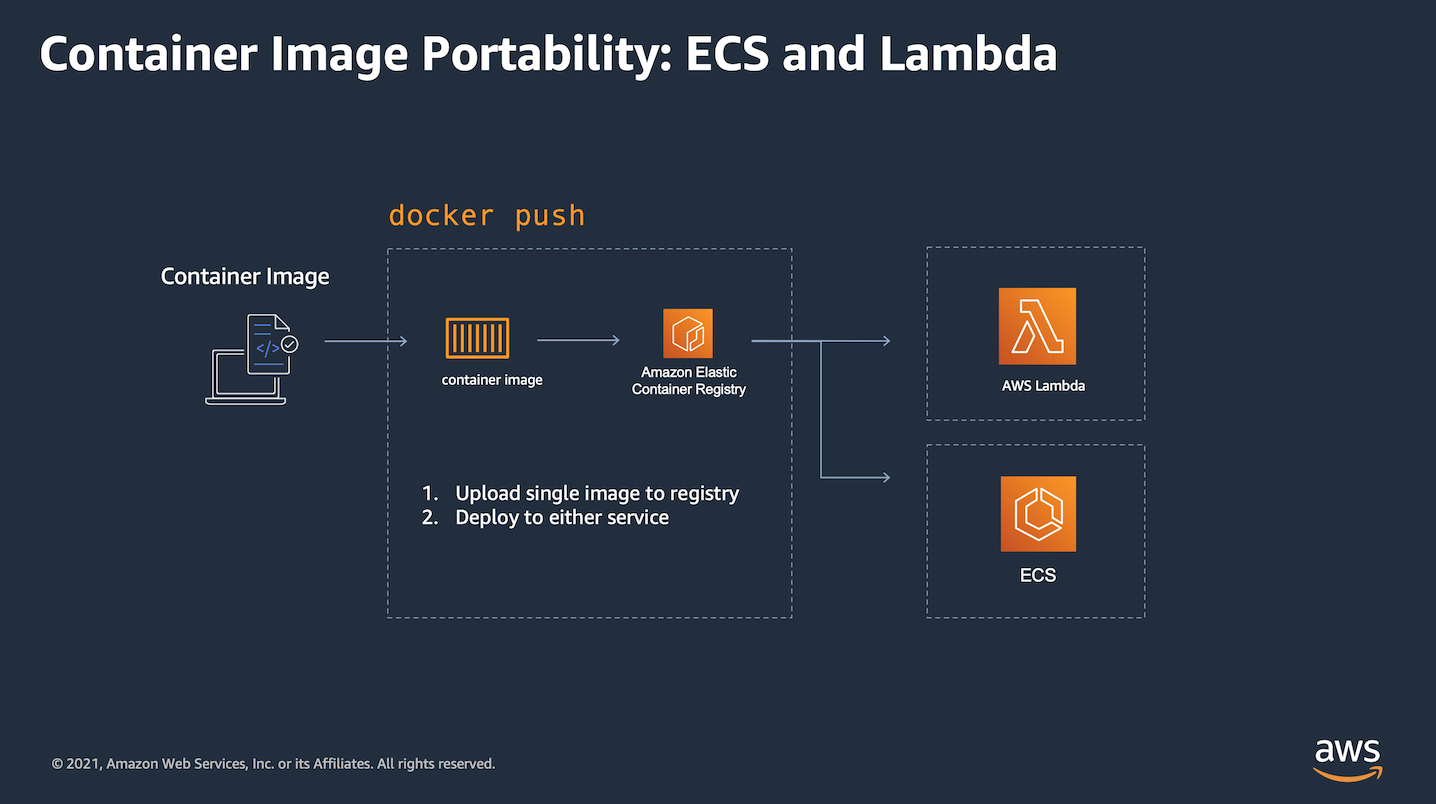 Container Image Portability: ECS and Lambda
docker push
Container Image
</>
container image
Amazon Elastic
Container Registry
AWS Lambda
1. Upload single image to registry
2. Deploy to either service
ECS
© 2021, Amazon Web Services, Inc. or its Affiliates. All rights reserved.
aws